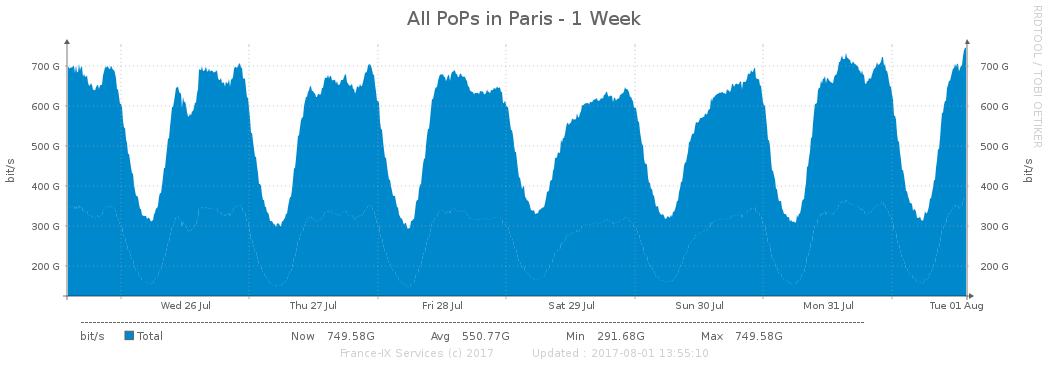 All PoPs in Paris - 1 Week
RRDTOOL / TOBI OETIKER
bit/s
bit/s
700 G 700 G
600 G 600 G
500 G 500 G
400 G 400 G
300 G 300 G
200 G 200 G
Wed 26 Jul Thu 27 Jul Fri 28 Jul Sat 29 Jul Sun 30 Jul Mon 31 Jul Tue 01 Aug
bit/s Total Now 749.58G Avg 550.77G Min 291.68G Max 749.58G
France-IX Services (c) 2017 Updated : 2017-08-01 13:55:10